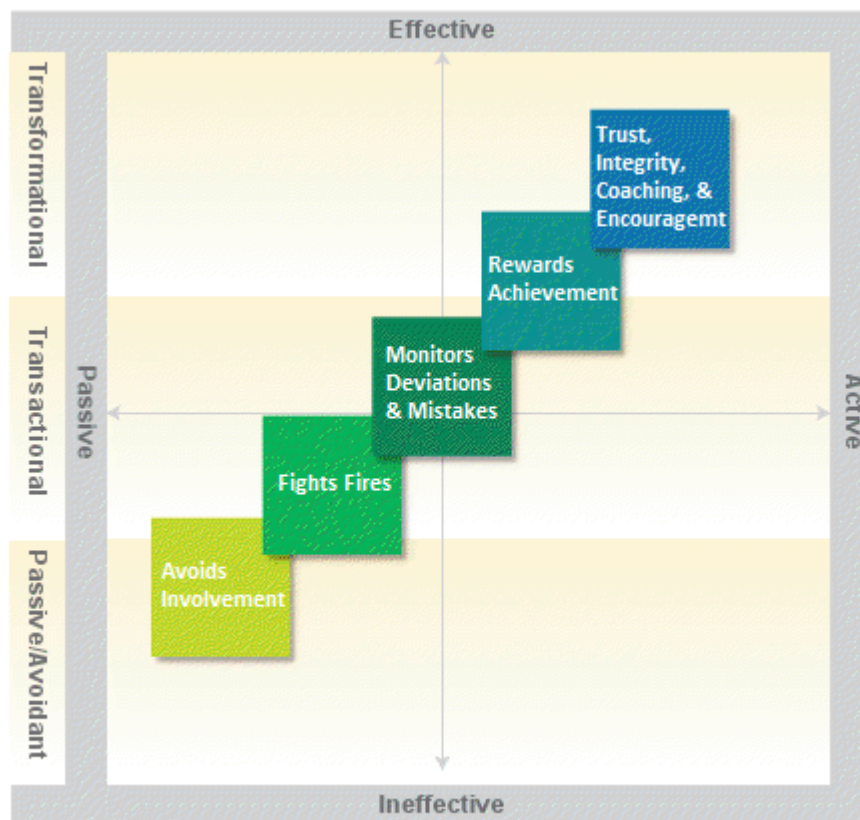 Effective
Transformational
Trust,
Integrity,
Coaching, &
Encouragemt
Rewards
Achievement
Transactional
Passive
Monitors
Deviations
& Mistakes
Active
Fights Fires
Passive/Avoidant
Avoids
Involvement
Ineffective